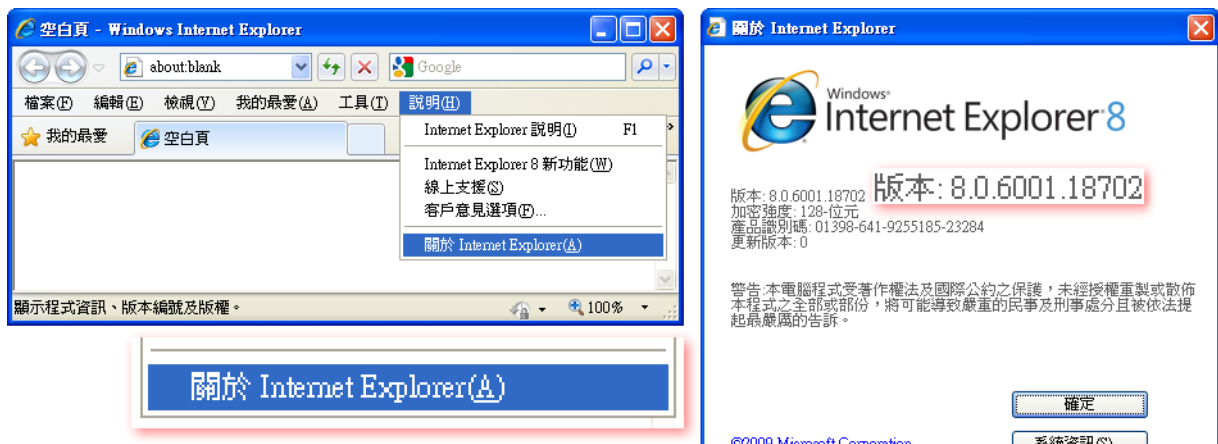 空白頁 - Windows Internet Explorer
about:blank
Google
檔案(F) 編輯(E) 檢視(V) 我的最愛(A) 工具(T) 說明(H)
我的最愛
空白頁
Internet Explorer 說明(I) F1
Internet Explorer 8 新功能(W)
線上支援(S)
客戶意見選項(F)...
關於 Internet Explorer(A)
顯示程式資訊、版本編號及版權。
100%
關於 Internet Explorer(A)
關於 Internet Explorer
Windows®
Internet Explorer 8
版本: 8.0.6001.18702
版本: 8.0.6001.18702
加密強度: 128-位元
產品識別碼: 01398-641-9255185-23284
更新版本: 0
警告:本電腦程式受著作權法及國際公約之保護,未經授權重製或散佈
本程式之全部或部份,將可能導致嚴重的民事及刑事處分且被依法提
起最嚴厲的告訴。
確定
©2009 Microsoft Corporation
系統資訊(S)